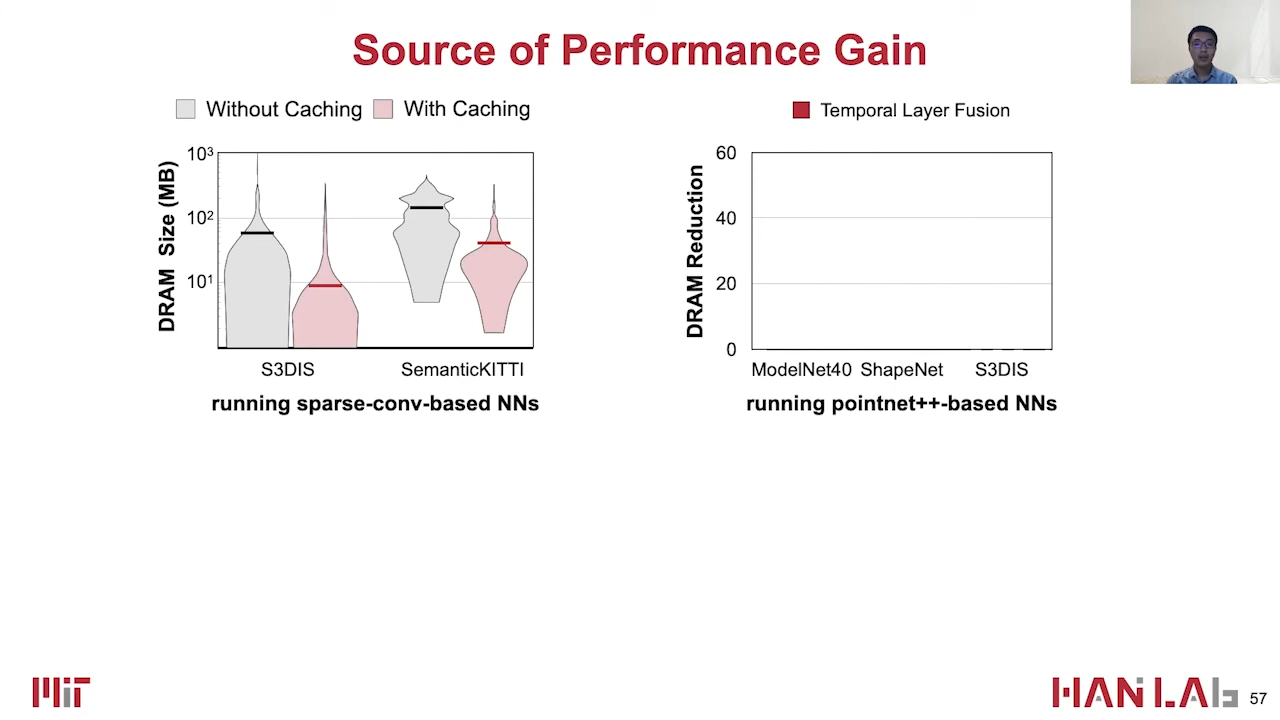 Source of Performance Gain
Without Caching
With Caching
DRAM Size (MB)
10³
10²
10¹
S3DIS
SemanticKITTI
running sparse-conv-based NNs
Temporal Layer Fusion
DRAM Reduction
60
40
20
0
ModelNet40
ShapeNet
S3DIS
running pointnet++-based NNs
MIT
HAN LAb
57